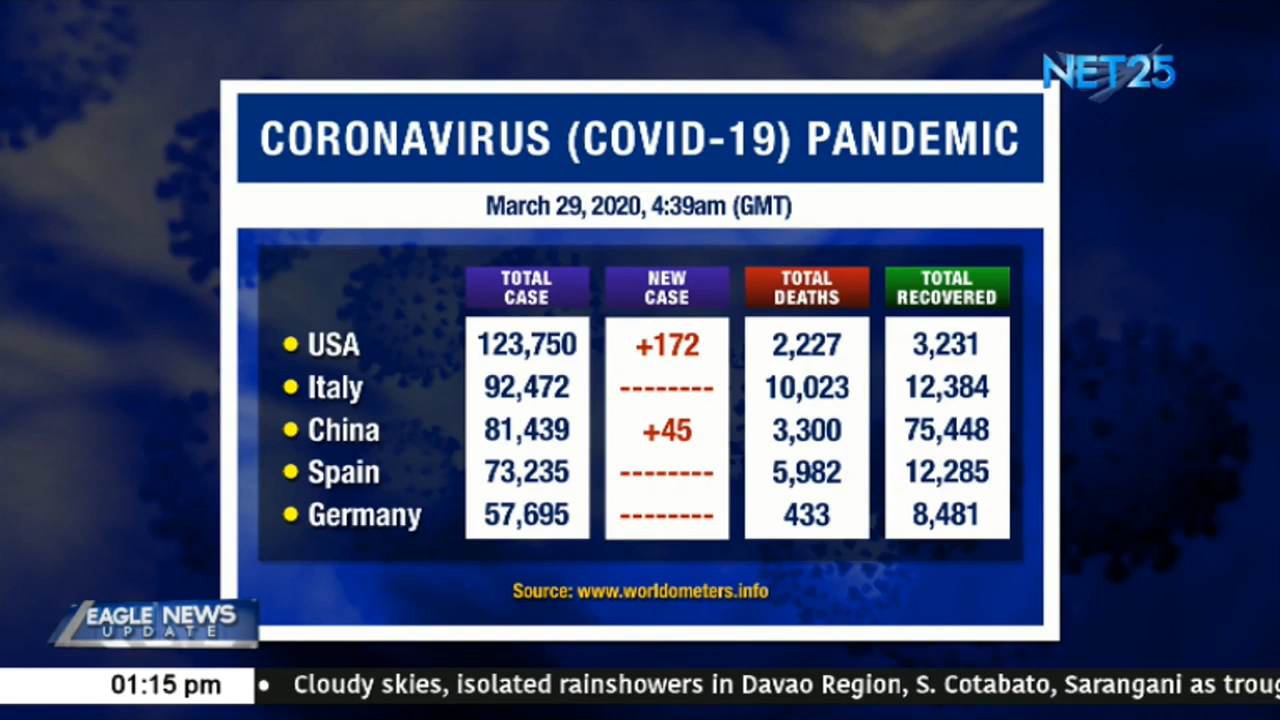 NET25
CORONAVIRUS (COVID-19) PANDEMIC
March 29, 2020, 4:39am (GMT)
TOTAL CASE NEW CASE TOTAL DEATHS TOTAL RECOVERED
• USA 123,750 +172 2,227 3,231
• Italy 92,472 -------- 10,023 12,384
• China 81,439 +45 3,300 75,448
• Spain 73,235 -------- 5,982 12,285
• Germany 57,695 -------- 433 8,481
Source: www.worldometers.info
EAGLE NEWS
UPDATE
01:15 pm • Cloudy skies, isolated rainshowers in Davao Region, S. Cotabato, Sarangani as troug